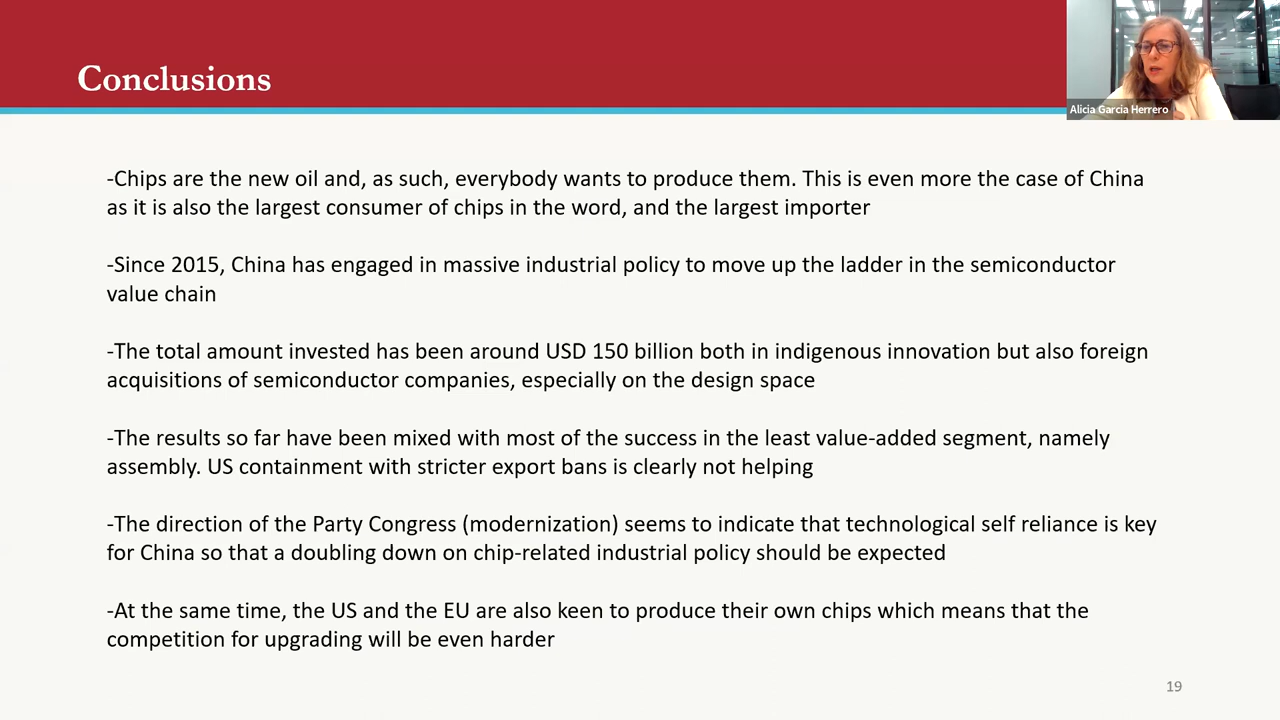 Conclusions
Alicia Garcia Herrero
-Chips are the new oil and, as such, everybody wants to produce them. This is even more the case of China
as it is also the largest consumer of chips in the word, and the largest importer
-Since 2015, China has engaged in massive industrial policy to move up the ladder in the semiconductor
value chain
-The total amount invested has been around USD 150 billion both in indigenous innovation but also foreign
acquisitions of semiconductor companies, especially on the design space
-The results so far have been mixed with most of the success in the least value-added segment, namely
assembly. US containment with stricter export bans is clearly not helping
-The direction of the Party Congress (modernization) seems to indicate that technological self reliance is key
for China so that a doubling down on chip-related industrial policy should be expected
-At the same time, the US and the EU are also keen to produce their own chips which means that the
competition for upgrading will be even harder
19